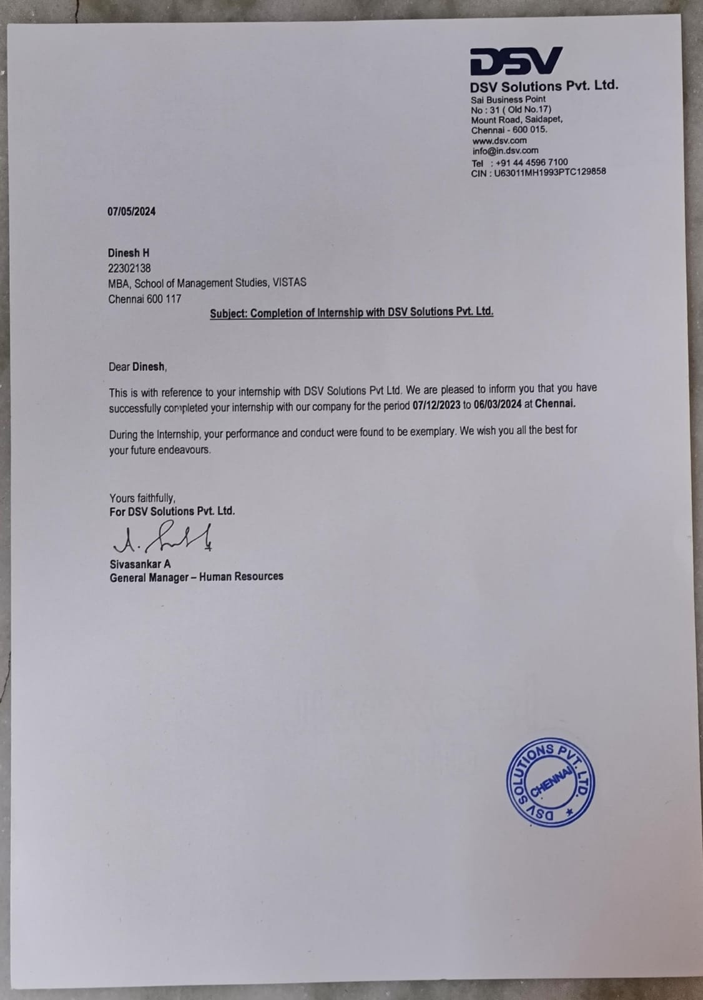 DSV
DSV Solutions Pvt. Ltd.
Sai Business Point
No : 31 ( Old No.17)
Mount Road, Saidapet,
Chennai - 600 015.
www.dsv.com
info@in.dsv.com
Tel : +91 44 4596 7100
CIN : U63011MH1993PTC129858
07/05/2024
Dinesh H
22302138
MBA, School of Management Studies, VISTAS
Chennai 600 117
Subject: Completion of Internship with DSV Solutions Pvt. Ltd.
Dear Dinesh,
This is with reference to your internship with DSV Solutions Pvt Ltd. We are pleased to inform you that you have
successfully completed your internship with our company for the period 07/12/2023 to 06/03/2024 at Chennai.
During the Internship, your performance and conduct were found to be exemplary. We wish you all the best for
your future endeavours.
Yours faithfully,
For DSV Solutions Pvt. Ltd.
Sivasankar A
General Manager – Human Resources
DSV SOLUTIONS PVT. LTD.
CHENNAI